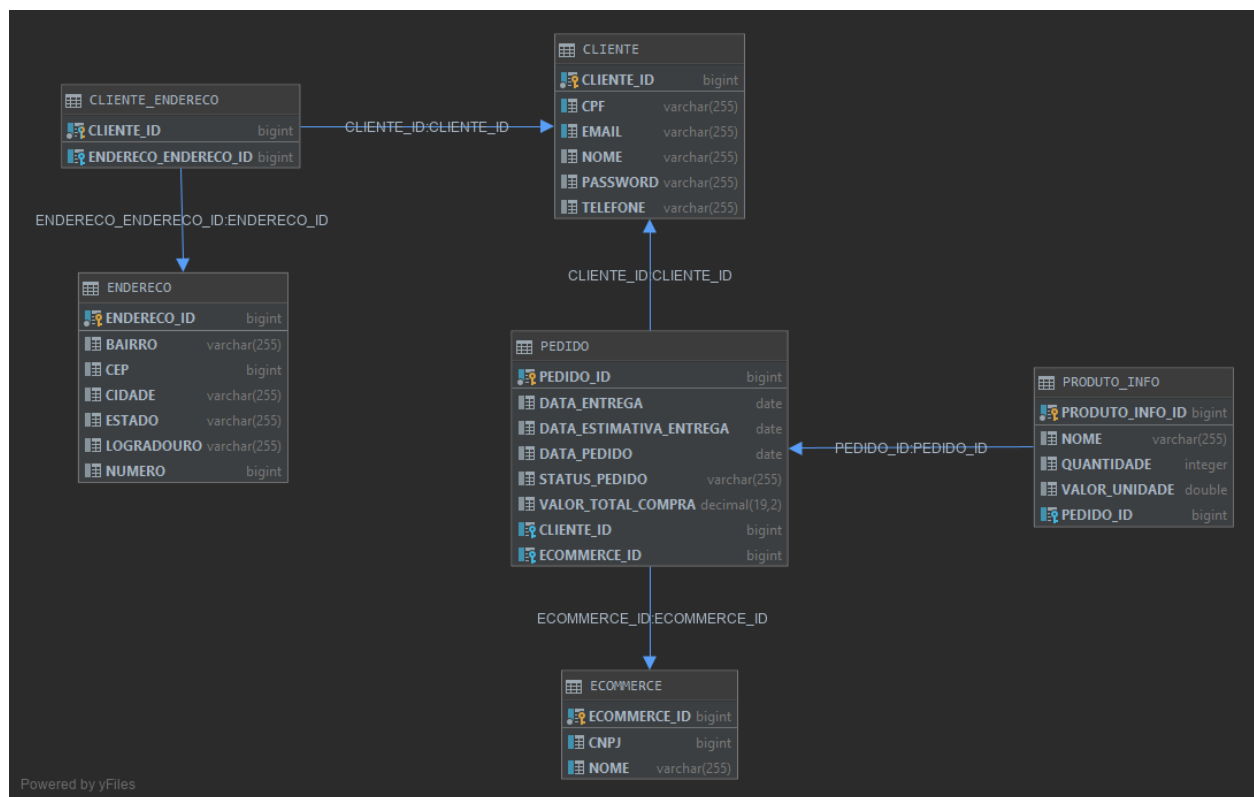 CLIENTE
CLIENTE_ID bigint
CPF varchar(255)
EMAIL varchar(255)
NOME varchar(255)
PASSWORD varchar(255)
TELEFONE varchar(255)
CLIENTE_ENDERECO
CLIENTE_ID bigint
ENDERECO_ENDERECO_ID bigint
CLIENTE_ID:CLIENTE_ID
ENDERECO_ENDERECO_ID:ENDERECO_ID
ENDERECO
ENDERECO_ID bigint
BAIRRO varchar(255)
CEP bigint
CIDADE varchar(255)
ESTADO varchar(255)
LOGRADOURO varchar(255)
NUMERO bigint
CLIENTE_ID:CLIENTE_ID
PEDIDO
PEDIDO_ID bigint
DATA_ENTREGA date
DATA_ESTIMATIVA_ENTREGA date
DATA_PEDIDO date
STATUS_PEDIDO varchar(255)
VALOR_TOTAL_COMPRA decimal(19,2)
CLIENTE_ID bigint
ECOMMERCE_ID bigint
PEDIDO_ID:PEDIDO_ID
PRODUTO_INFO
PRODUTO_INFO_ID bigint
NOME varchar(255)
QUANTIDADE integer
VALOR_UNIDADE double
PEDIDO_ID bigint
ECOMMERCE_ID:ECOMMERCE_ID
ECOMMERCE
ECOMMERCE_ID bigint
CNPJ bigint
NOME varchar(255)
Powered by yFiles